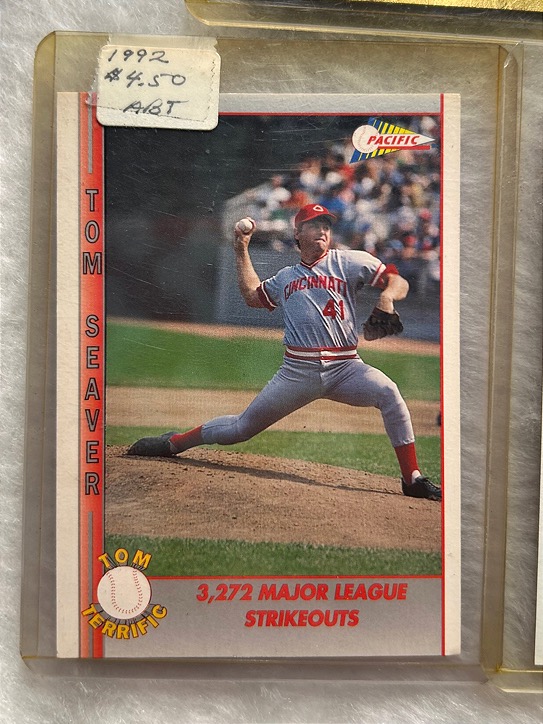 1992
$4.50
ABT
PACIFIC
TOM SEAVER
CINCINNATI
41
TOM
TERRIFIC
3,272 MAJOR LEAGUE
STRIKEOUTS